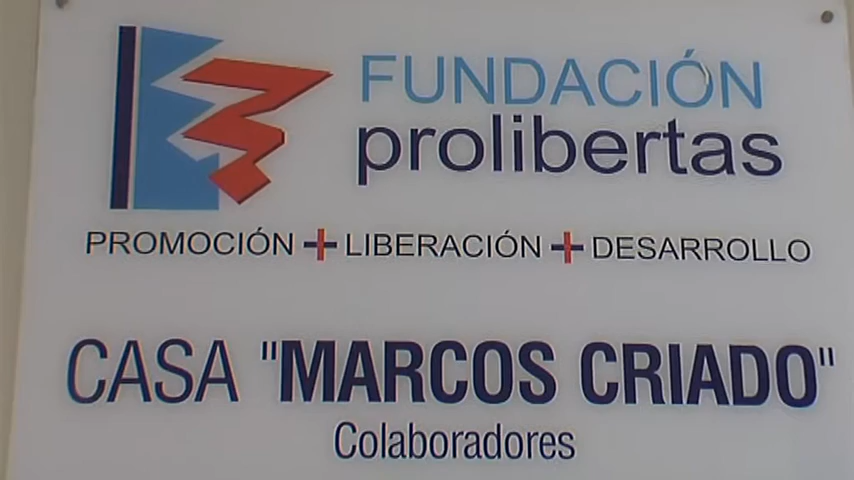 FUNDACIÓN
prolibertas
PROMOCIÓN + LIBERACIÓN + DESARROLLO
CASA "MARCOS CRIADO"
Colaboradores